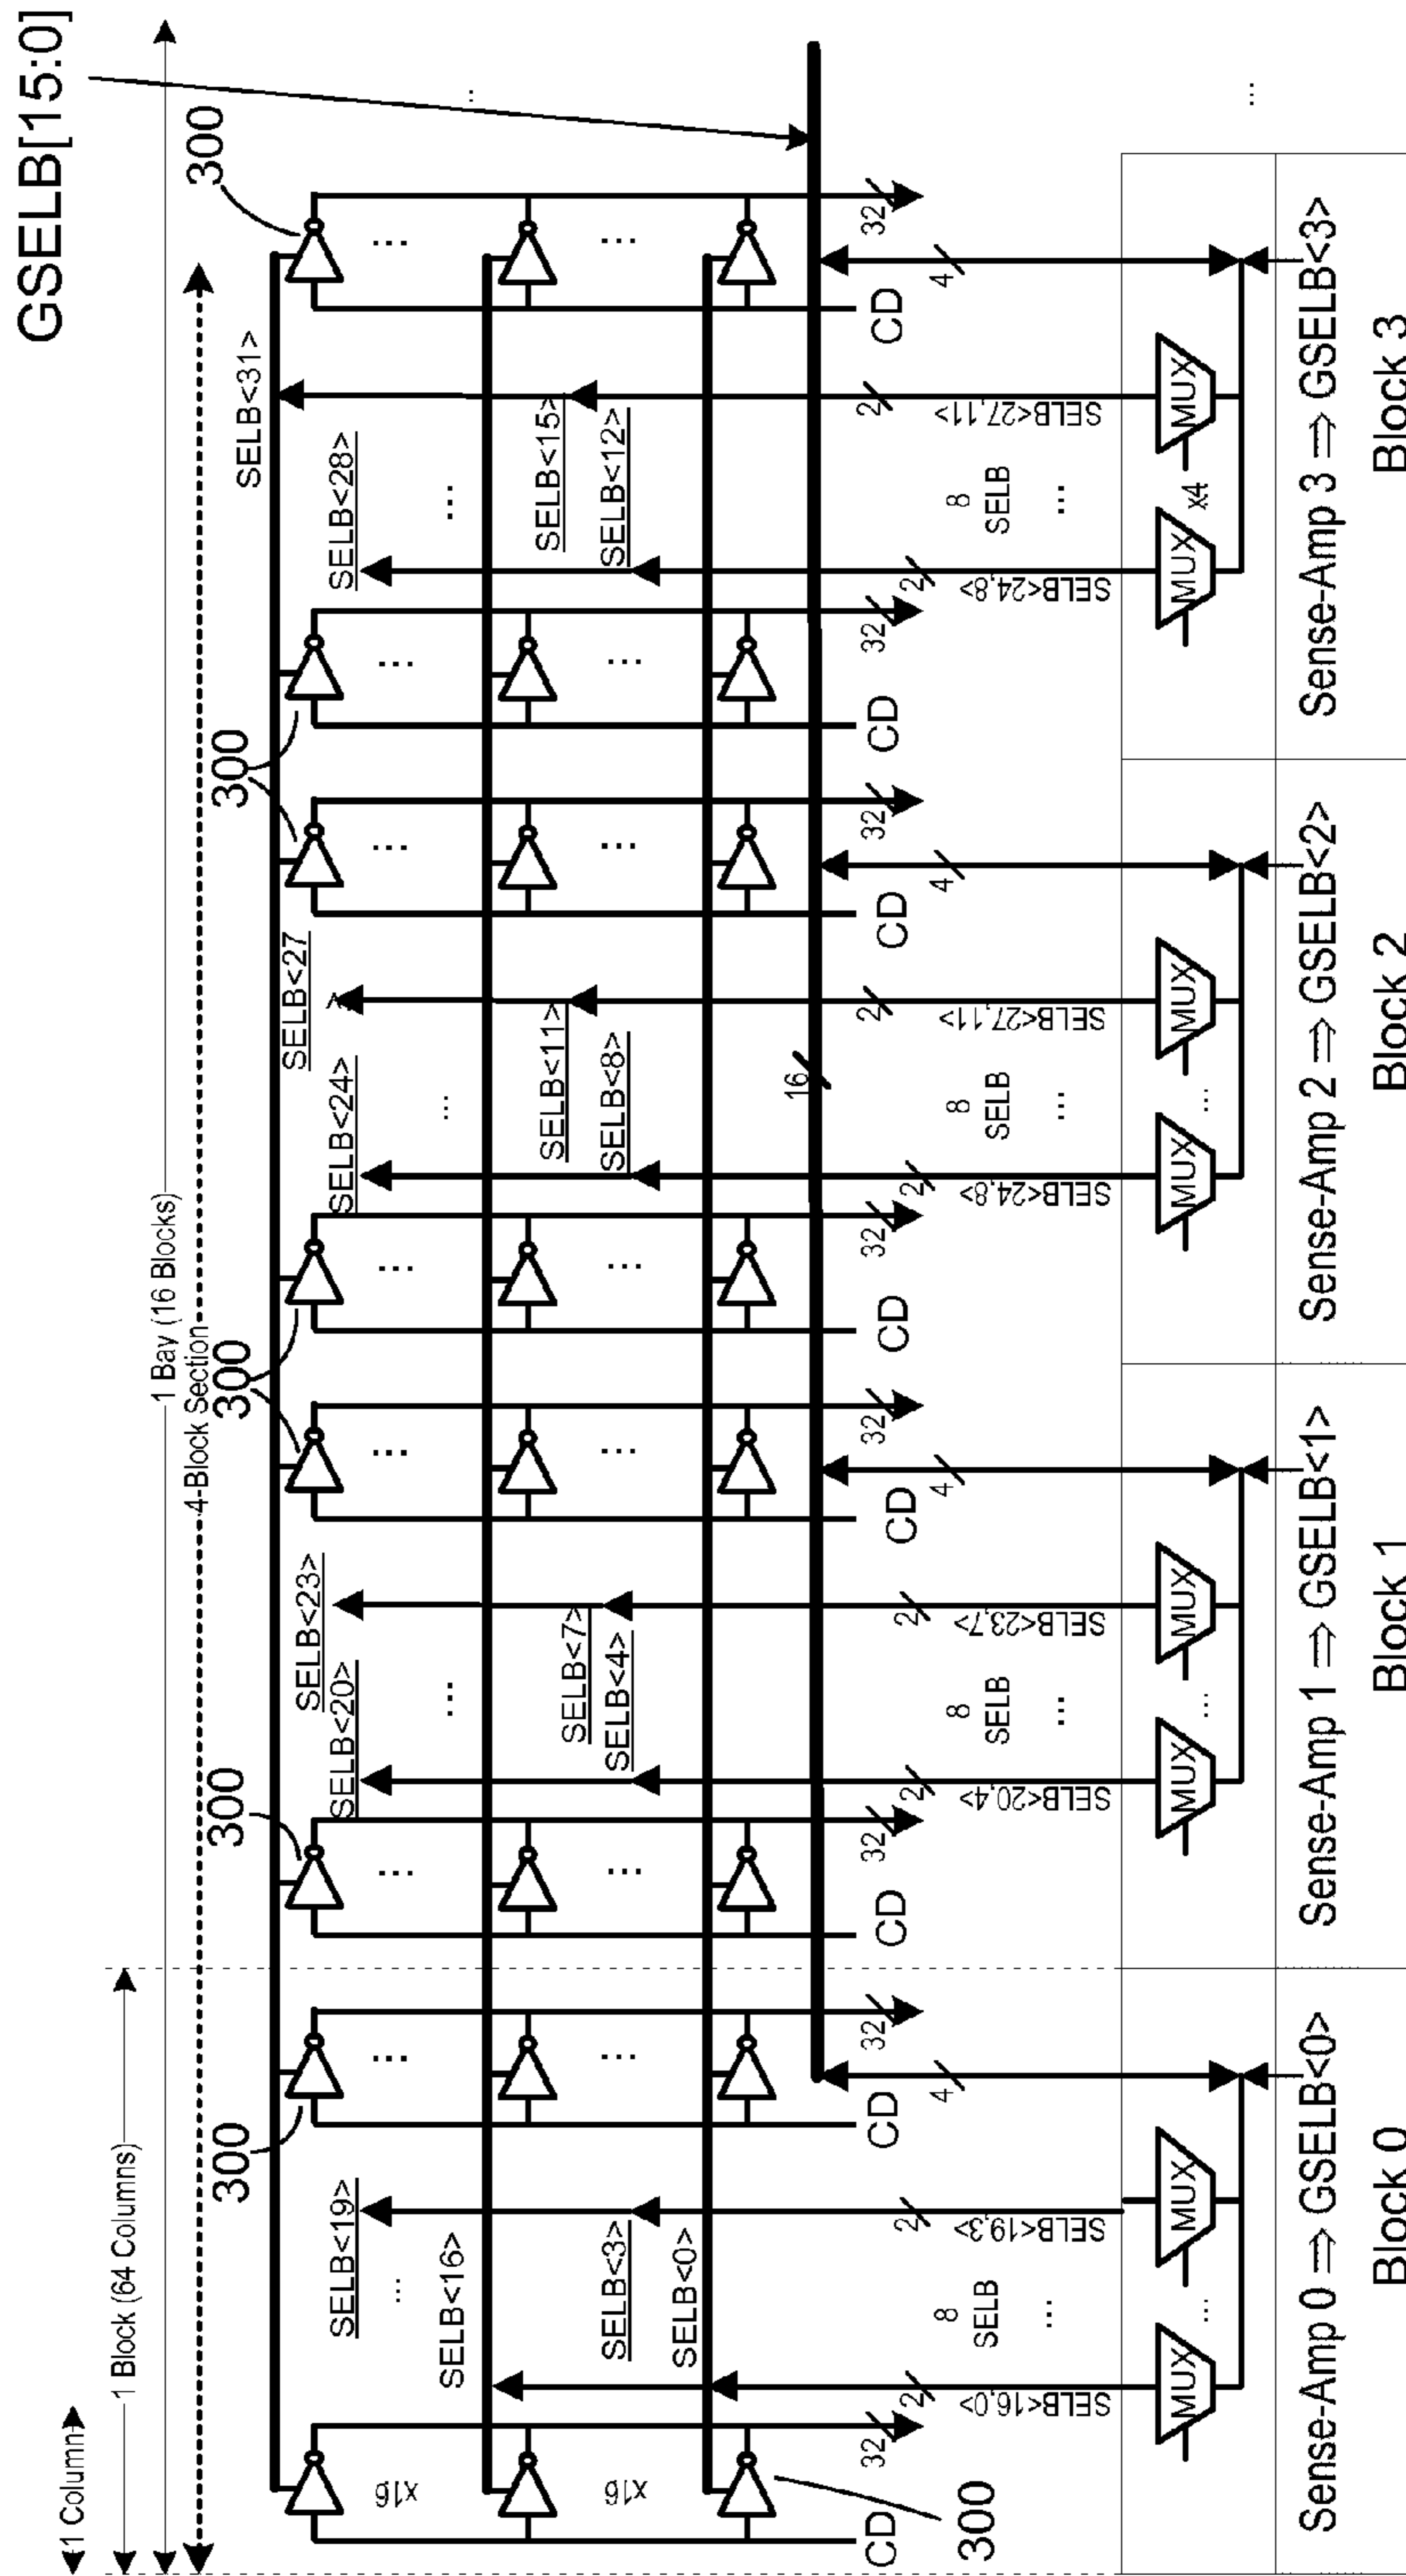 GSELB[15:0]
1 Column
1 Block (64 Columns)
1 Bay (16 Blocks)
4-Block Section
300
300
300
300
300
300
SELB<31>
SELB<19>
...
SELB<16>
SELB<3>
SELB<0>
x16
x16
...
...
SELB<23>
SELB<20>
...
SELB<7>
SELB<4>
...
...
...
...
SELB<27
>
SELB<24>
...
SELB<11>
SELB<8>
...
...
...
...
SELB<28>
...
SELB<15>
SELB<12>
...
...
...
...
...
16
CD
32
CD
32
CD
32
CD
32
CD
32
CD
32
CD
32
CD
32
300
2
SELB<16,0>
8
SELB
...
2
SELB<19,3>
4
2
SELB<20,4>
8
SELB
...
2
SELB<23,7>
4
2
SELB<24,8>
8
SELB
...
2
SELB<27,11>
4
2
SELB<24,8>
8
SELB
...
2
SELB<27,11>
4
MUX
...
MUX
MUX
...
MUX
MUX
...
MUX
MUX
x4
MUX
...
Sense-Amp 0 ⇒ GSELB<0>
Sense-Amp 1 ⇒ GSELB<1>
Sense-Amp 2 ⇒ GSELB<2>
Sense-Amp 3 ⇒ GSELB<3>
Block 0
Block 1
Block 2
Block 3